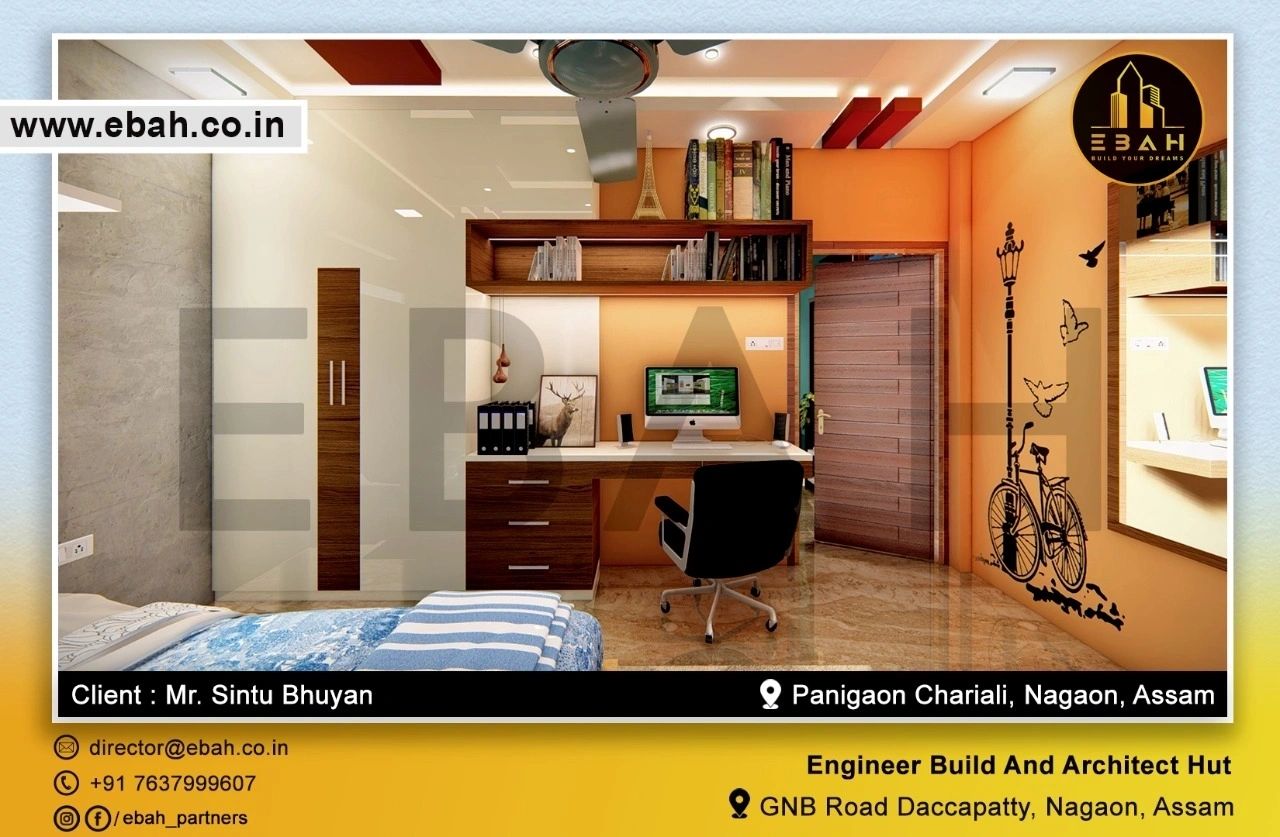 www.ebah.co.in
EBAH
BUILD YOUR DREAMS
EBAH
Client : Mr. Sintu Bhuyan
Panigaon Chariali, Nagaon, Assam
director@ebah.co.in
+91 7637999607
/ebah_partners
Engineer Build And Architect Hut
GNB Road Daccapatty, Nagaon, Assam